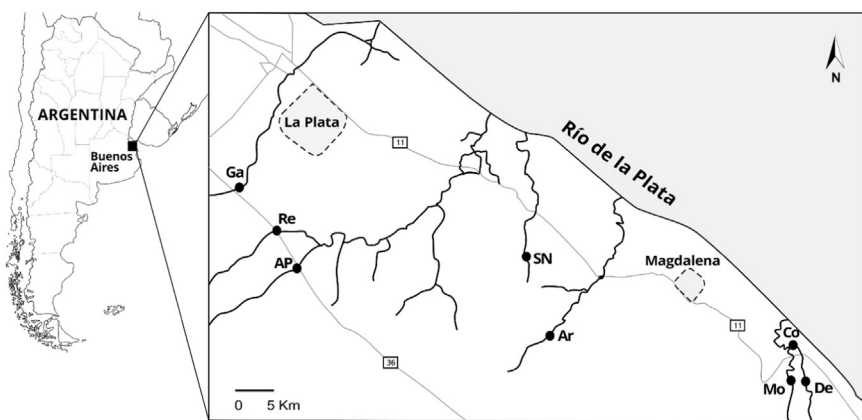 ARGENTINA
Buenos
Aires
N
La Plata
11
Río de la Plata
Ga
Re
AP
SN
Magdalena
Ar
11
Co
36
Mo
De
0 5 Km